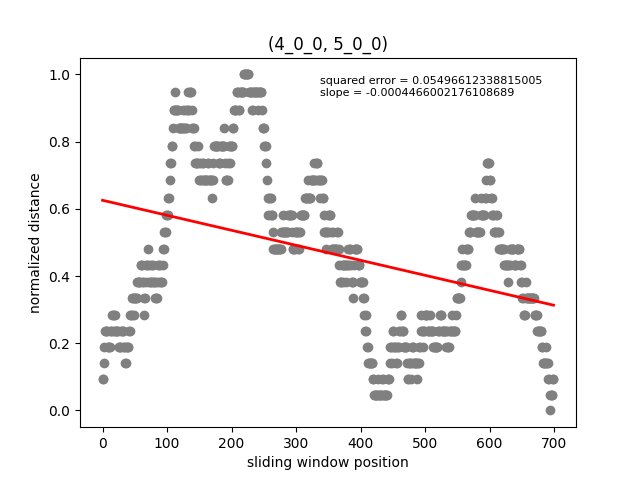 (4_0_0, 5_0_0)
squared error = 0.05496612338815005
slope = -0.0004466002176108689
1.0
0.8
0.6
0.4
0.2
0.0
normalized distance
0 100 200 300 400 500 600 700
sliding window position